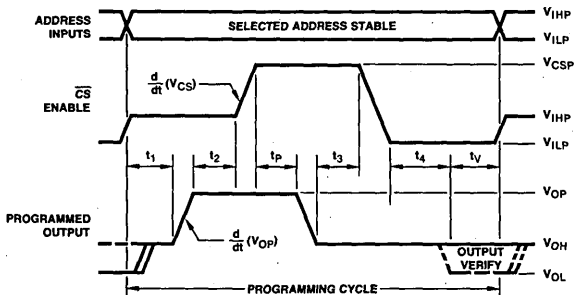 ADDRESS INPUTS
SELECTED ADDRESS STABLE
VIHP
VILP
CS ENABLE
d/dt (VCS)
VCSP
VIHP
VILP
t1
t2
tP
t3
t4
tV
PROGRAMMED OUTPUT
d/dt (VOP)
VOP
OUTPUT VERIFY
VOH
VOL
PROGRAMMING CYCLE